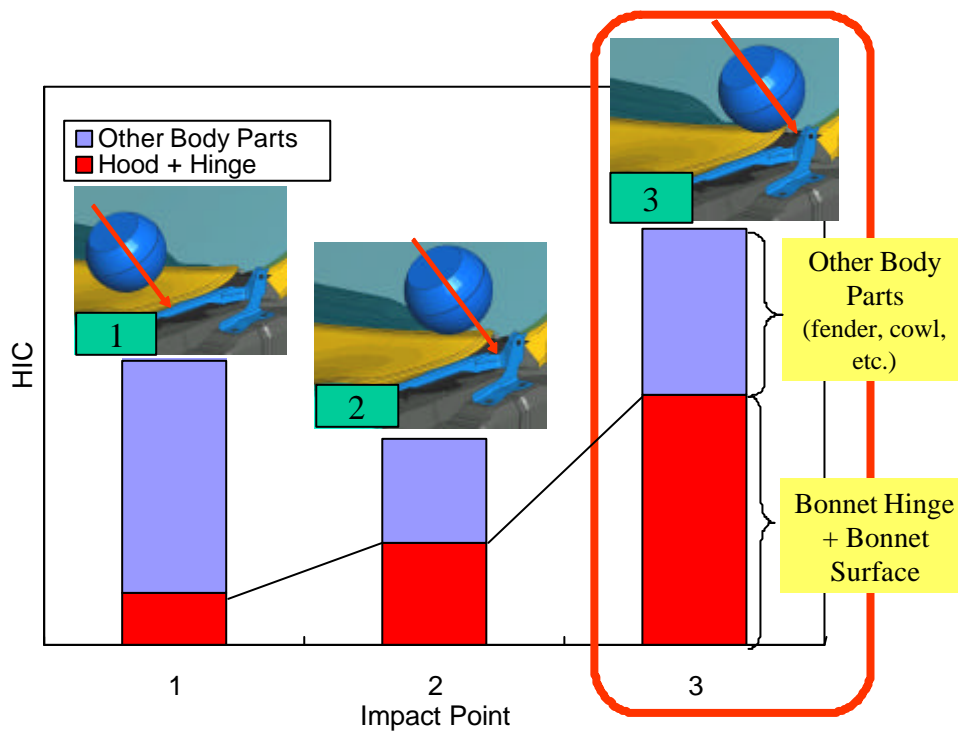 Other Body Parts
Hood + Hinge
1
2
3
Other Body
Parts
(fender, cowl,
etc.)
Bonnet Hinge
+ Bonnet
Surface
HIC
1
2
3
Impact Point